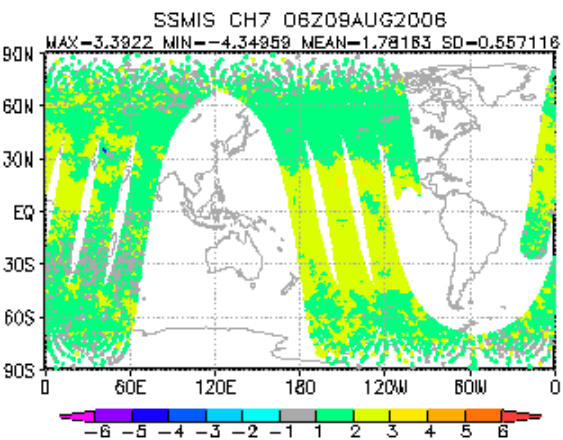 SSMIS CH7 06Z09AUG2006
MAX=3.3922 MIN=-4.34959 MEAN=1.78163 SD=0.557116
90N
60N
30N
EQ
30S
60S
90S
0 60E 120E 180 120W 60W 0
-6 -5 -4 -3 -2 -1 1 2 3 4 5 6